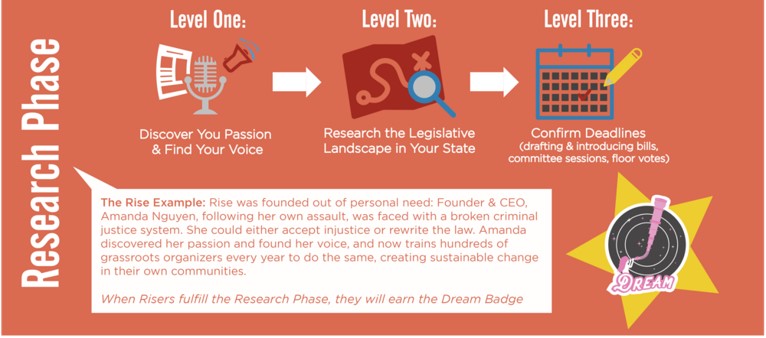 Research Phase
Level One:
Discover You Passion
& Find Your Voice
Level Two:
Research the Legislative
Landscape in Your State
Level Three:
Confirm Deadlines
(drafting & introducing bills,
committee sessions, floor votes)
The Rise Example: Rise was founded out of personal need: Founder & CEO,
Amanda Nguyen, following her own assault, was faced with a broken criminal
justice system. She could either accept injustice or rewrite the law. Amanda
discovered her passion and found her voice, and now trains hundreds of
grassroots organizers every year to do the same, creating sustainable change
in their own communities.
When Risers fulfill the Research Phase, they will earn the Dream Badge
DREAM